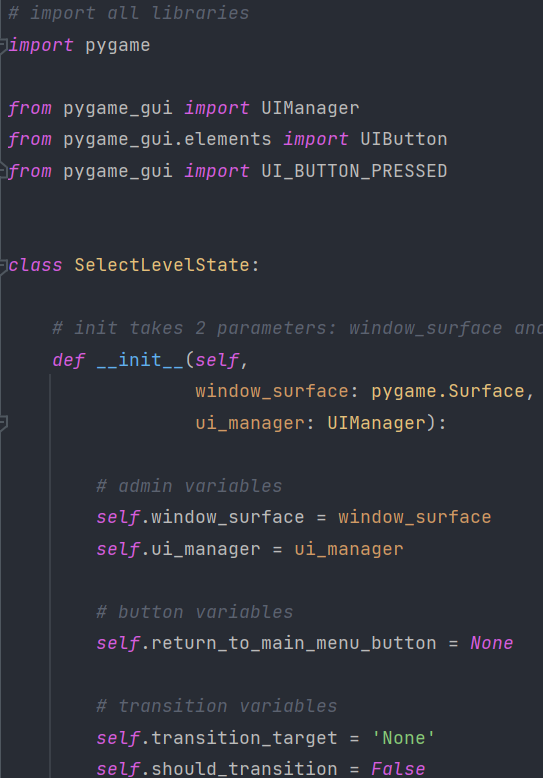 # import all libraries
import pygame
from pygame_gui import UIManager
from pygame_gui.elements import UIButton
from pygame_gui import UI_BUTTON_PRESSED
class SelectLevelState:
# init takes 2 parameters: window_surface and
def __init__(self,
window_surface: pygame.Surface,
ui_manager: UIManager):
# admin variables
self.window_surface = window_surface
self.ui_manager = ui_manager
# button variables
self.return_to_main_menu_button = None
# transition variables
self.transition_target = 'None'
self.should_transition = False